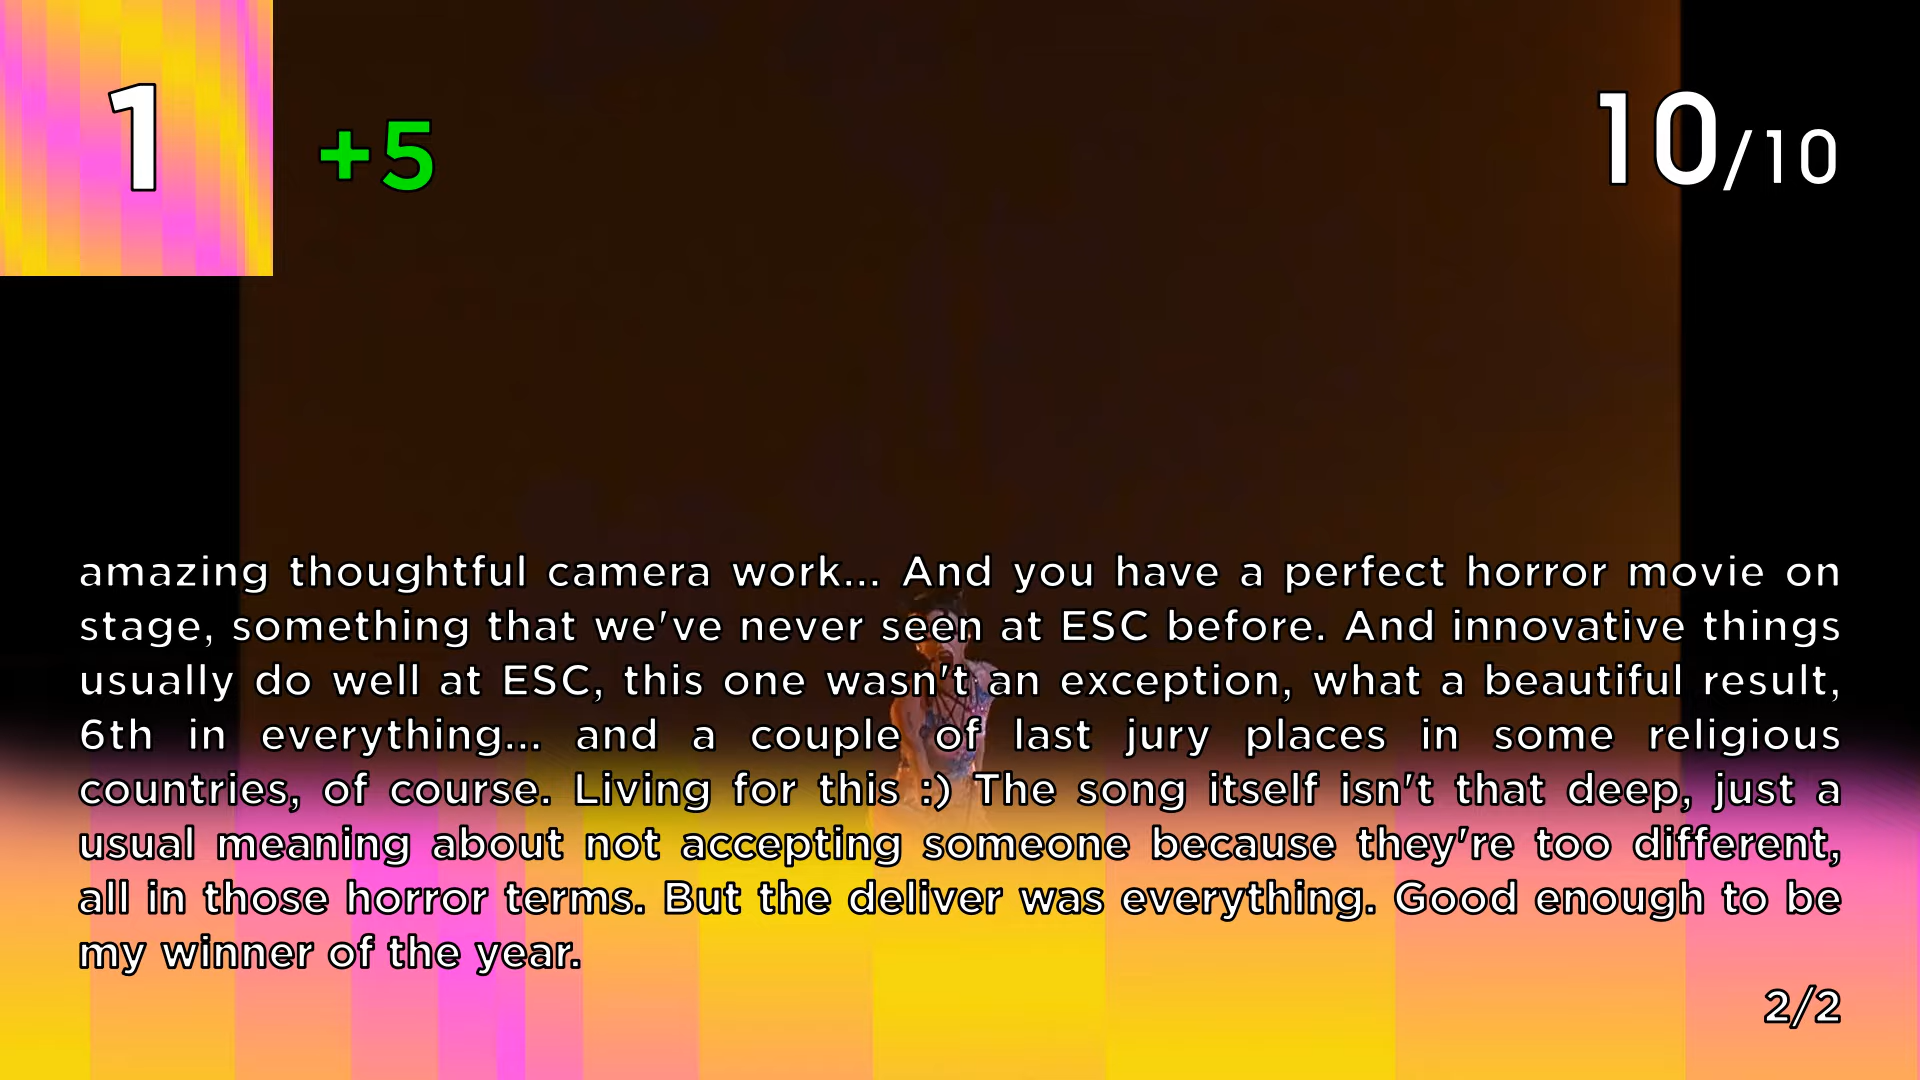 1
+5
10/10
amazing thoughtful camera work... And you have a perfect horror movie on
stage, something that we've never seen at ESC before. And innovative things
usually do well at ESC, this one wasn't an exception, what a beautiful result,
6th in everything... and a couple of last jury places in some religious
countries, of course. Living for this :) The song itself isn't that deep, just a
usual meaning about not accepting someone because they're too different,
all in those horror terms. But the deliver was everything. Good enough to be
my winner of the year.
2/2